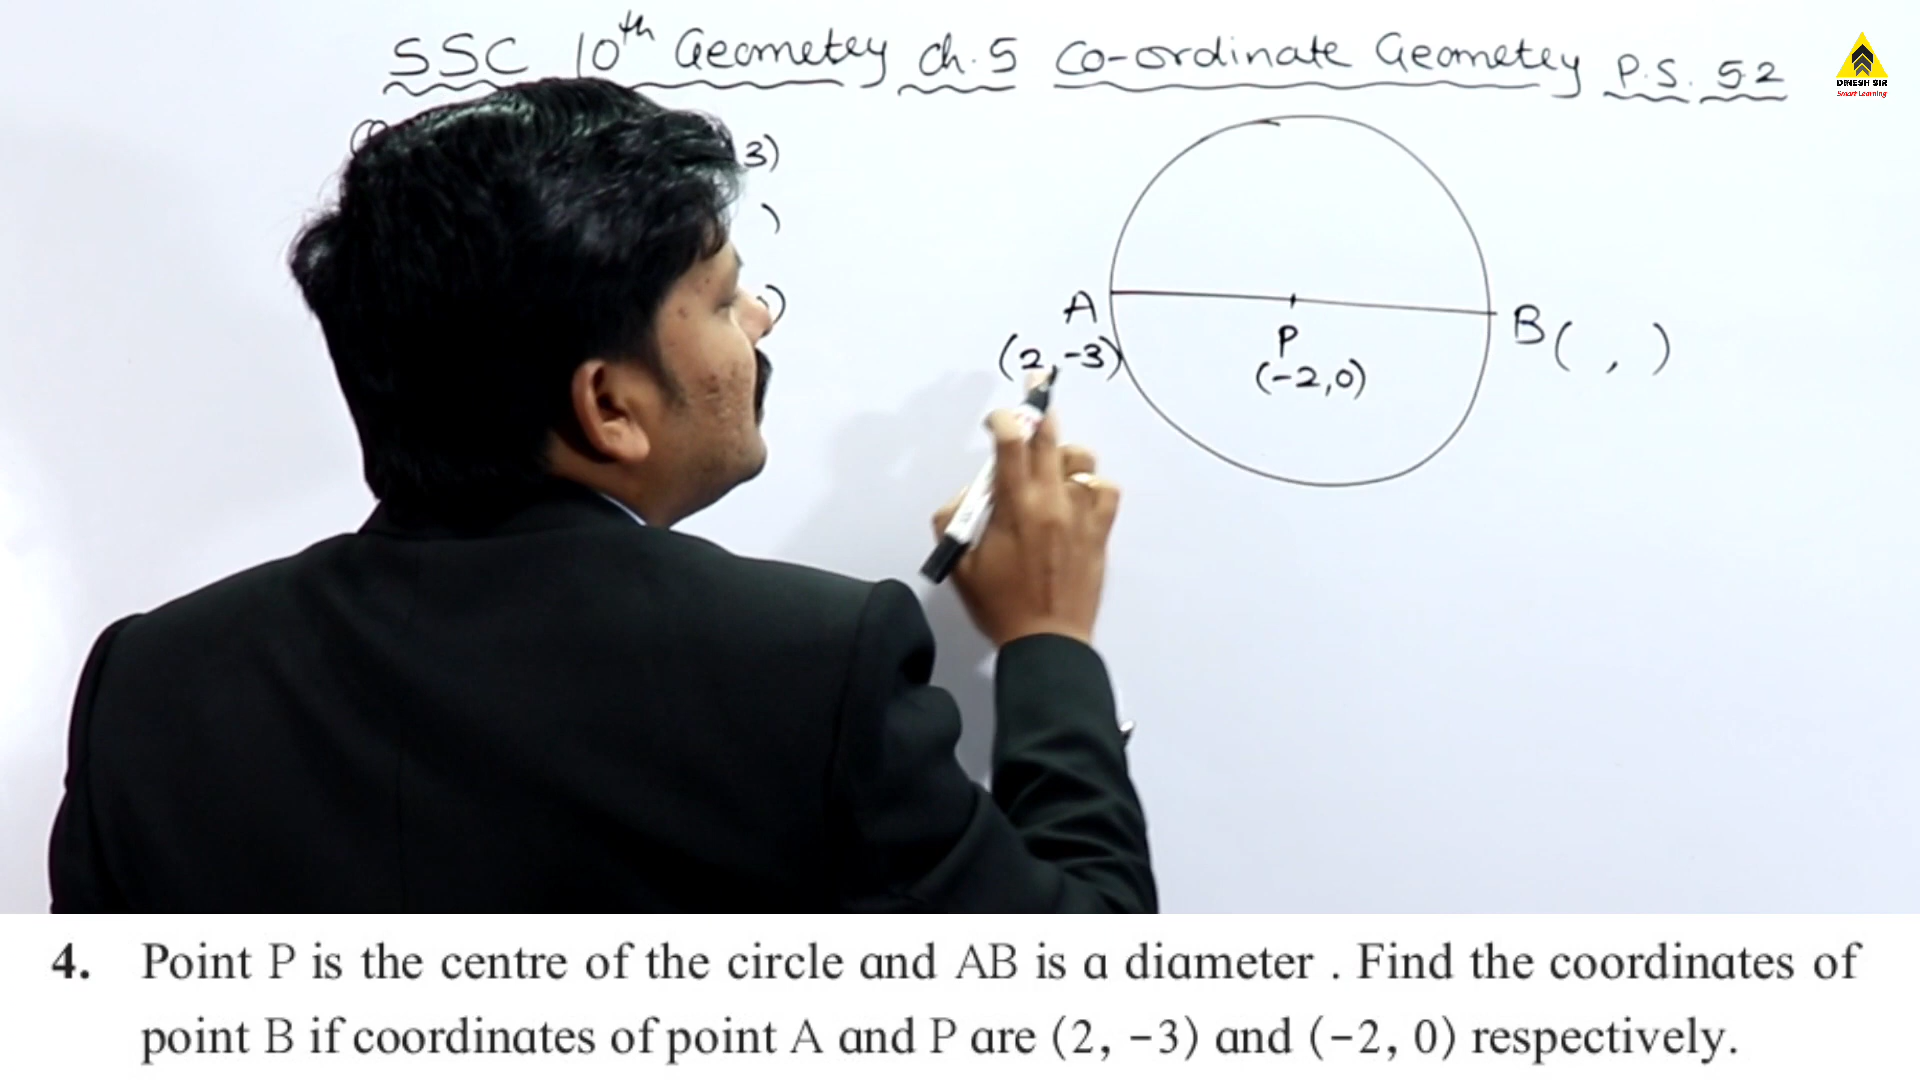 SSC 10th Geometry Ch.5 Co-ordinate Geometry P.S. 5.2
DINESH SIR
Smart Learning
3)
)
)
A
(2,-3)
P
(-2,0)
B( , )
4. Point P is the centre of the circle and AB is a diameter . Find the coordinates of
point B if coordinates of point A and P are (2, −3) and (−2, 0) respectively.